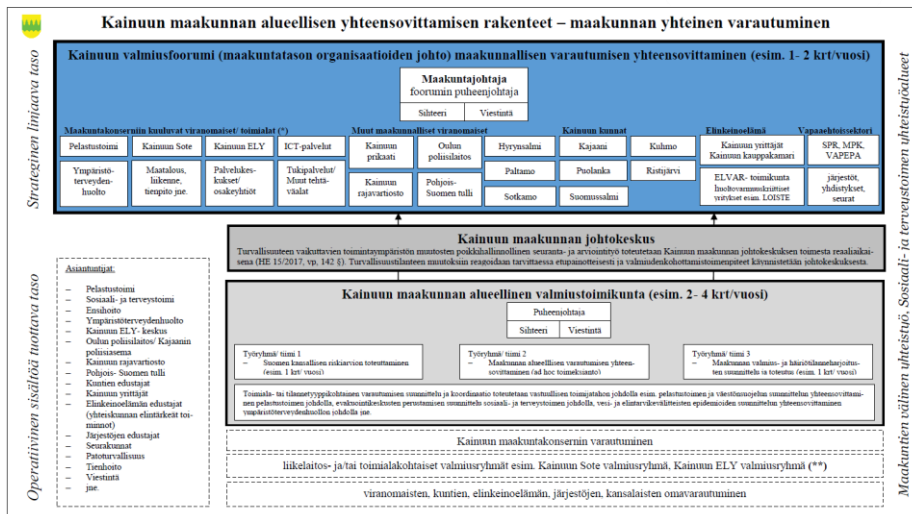 Kainuun maakunnan alueellisen yhteensovittamisen rakenteet – maakunnan yhteinen varautuminen
Strateginen linjaava taso
Kainuun valmiusfoorumi (maakuntatason organisaatioiden johto) maakunnallisen varautumisen yhteensovittaminen (esim. 1- 2 krt/vuosi)
Maakuntajohtaja
foorumin puheenjohtaja
Sihteeri
Viestintä
Maakuntakonserniin kuuluvat viranomaiset/ toimialat (*)
Pelastustoimi
Kainuun Sote
Kainuun ELY
ICT-palvelut
Ympäristö-
terveyden-
huolto
Maatalous,
liikenne,
tienpito jne.
Palvelukes-
kukset/
osakeyhtiöt
Tukipalvelut/
Muut tehtä-
väalat
Muut maakunnalliset viranomaiset
Kainuun
prikaati
Oulun
poliisilaitos
Kainuun
rajavartiosto
Pohjois-
Suomen tulli
Kainuun kunnat
Hyrynsalmi
Kajaani
Kuhmo
Paltamo
Puolanka
Ristijärvi
Sotkamo
Suomussalmi
Elinkeinoelämä
Kainuun yrittäjät
Kainuun kauppakamari
ELVAR- toimikunta
huoltovarmuuskriittiset
yritykset esim. LOISTE
Vapaaehtoissektori
SPR, MPK,
VAPEPA
järjestöt,
yhdistykset,
seurat
Kainuun maakunnan johtokeskus
Turvallisuuteen vaikuttavien toimintaympäristön muutosten poikkihallinnollinen seuranta- ja arviointityö toteutetaan Kainuun maakunnan johtokeskuksen toimesta reaaliaikai-
sena (HE 15/2017, vp, 142 §). Turvallisuustilanteen muutoksiin reagoidaan tarvittaessa etupainotteisesti ja valmiudenkohottamistoimenpiteet käynnistetään johtokeskuksesta.
Operatiivinen sisältöä tuottava taso
Asiantuntijat:
– Pelastustoimi
– Sosiaali- ja terveystoimi
– Ensihoito
– Ympäristöterveydenhuolto
– Kainuun ELY- keskus
– Oulun poliisilaitos/ Kajaanin
poliisiasema
– Kainuun rajavartiosto
– Pohjois- Suomen tulli
– Kuntien edustajat
– Kainuun yrittäjät
– Elinkeinoelämän edustajat
(yhteiskunnan elintärkeät toi-
minnot)
– Järjestöjen edustajat
– Seurakunnat
– Patoturvallisuus
– Tienhoito
– Viestintä
– jne.
Kainuun maakunnan alueellinen valmiustoimikunta (esim. 2- 4 krt/vuosi)
Puheenjohtaja
Sihteeri
Viestintä
Työryhmä/ tiimi 1
– Suomen kansallisen riskiarvion toteuttaminen
(esim. 1 krt/ vuosi)
Työryhmä/ tiimi 2
– Maakunnan alueellisen varautumisen yhteen-
sovittaminen (ad hoc toimeksianto)
Työryhmä/ tiimi 3
– Maakunnan valmius- ja häiriötilanneharjoitus-
ten suunnittelu ja toteutus (esim. 1 krt/ vuosi)
Toimiala- tai tilannetyyppikohtainen varautumisen suunnittelu ja koordinaatio toteutetaan vastuullisen toimijatahon johdolla esim. pelastustoimen ja väestönsuojelun suunnittelun yhteensovittami-
nen pelastustoimen johdolla, evakuointikeskusten perustamisen suunnittelu sosiaali- ja terveystoimen johdolla, vesi- ja elintarvikevälitteisten epidemioiden suunnittelun yhteensovittaminen
ympäristöterveydenhuollon johdolla jne.
Kainuun maakuntakonsernin varautuminen
liikelaitos- ja/tai toimialakohtaiset valmiusryhmät esim. Kainuun Sote valmiusryhmä, Kainuun ELY valmiusryhmä (**)
viranomaisten, kuntien, elinkeinoelämän, järjestöjen, kansalaisten omavarautuminen
Maakuntien välinen yhteistyö, Sosiaali- ja terveystoimen yhteistyöalueet